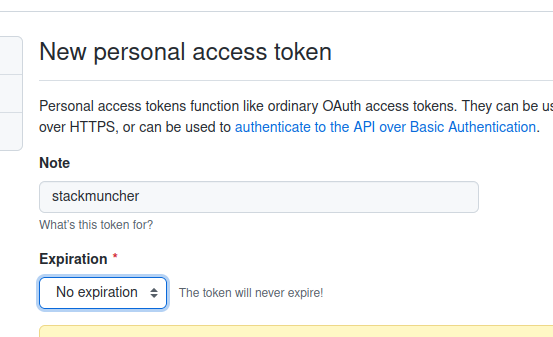 New personal access token
Personal access tokens function like ordinary OAuth access tokens. They can be
over HTTPS, or can be used to authenticate to the API over Basic Authentication.
Note
stackmuncher
What's this token for?
Expiration *
No expiration
The token will never expire!